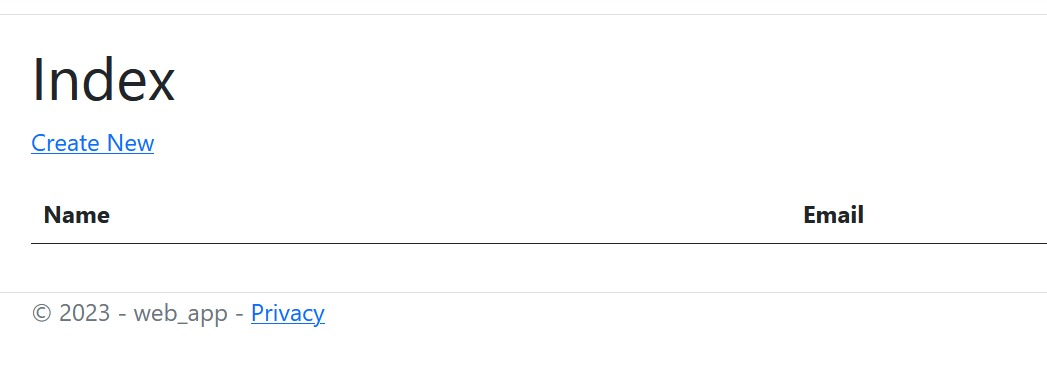 Index
Create New
Name Email
© 2023 - web_app - Privacy